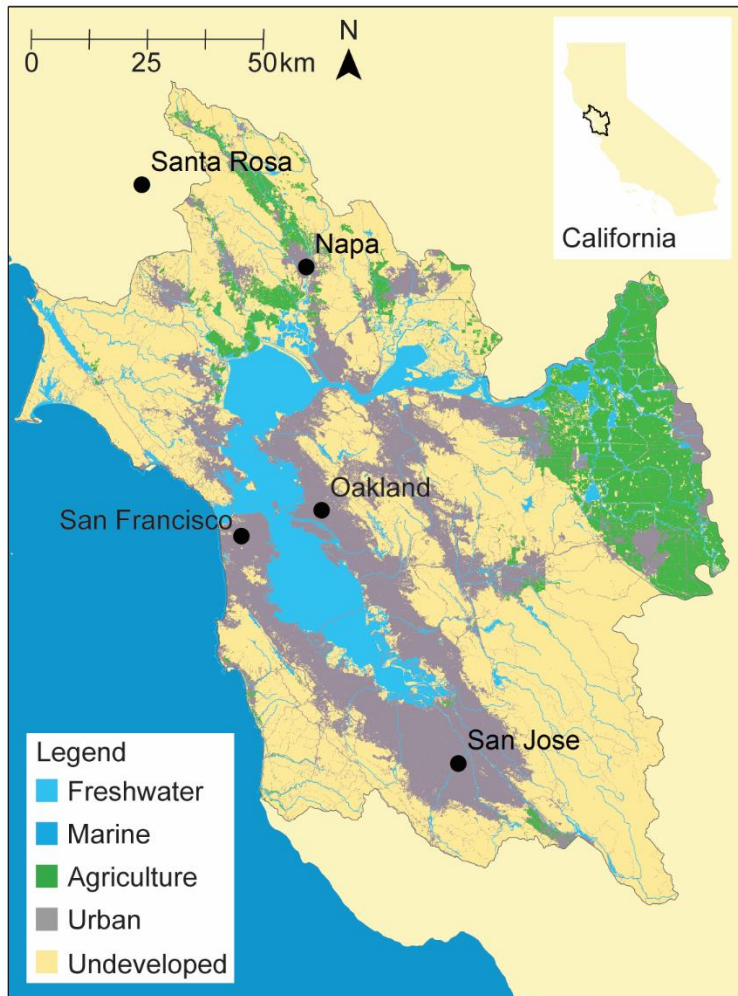 N
0 25 50km
Santa Rosa
Napa
California
Oakland
San Francisco
San Jose
Legend
Freshwater
Marine
Agriculture
Urban
Undeveloped